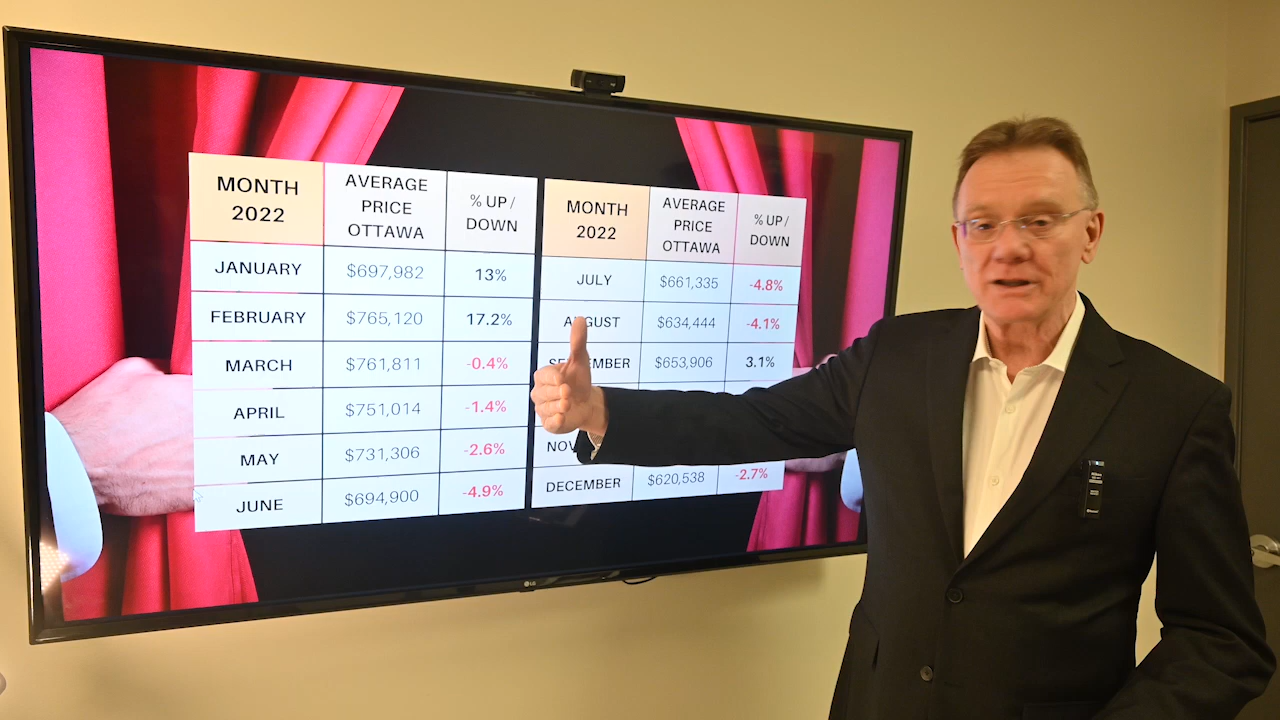 MONTH
2022
AVERAGE
PRICE
OTTAWA
% UP /
DOWN
JANUARY $697,982 13%
FEBRUARY $765,120 17.2%
MARCH $761,811 -0.4%
APRIL $751,014 -1.4%
MAY $731,306 -2.6%
JUNE $694,900 -4.9%
MONTH
2022
AVERAGE
PRICE
OTTAWA
% UP /
DOWN
JULY $661,335 -4.8%
AUGUST $634,444 -4.1%
SEPTEMBER $653,906 3.1%
NOV
DECEMBER $620,538 -2.7%
LG